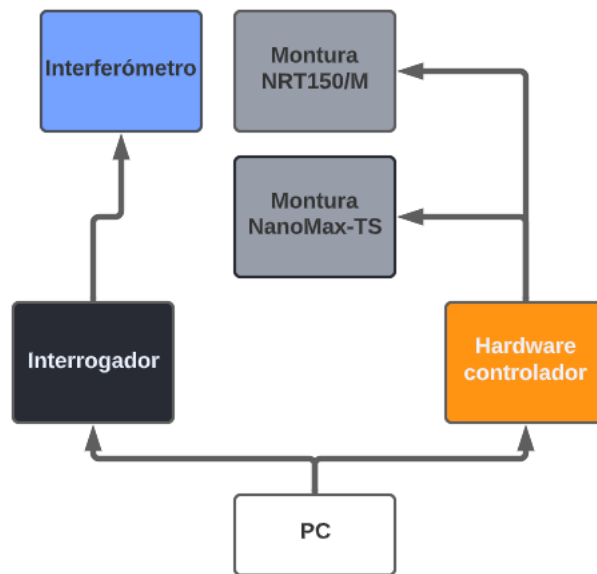 Interferómetro
Montura
NRT150/M
Montura
NanoMax-TS
Interrogador
Hardware
controlador
PC